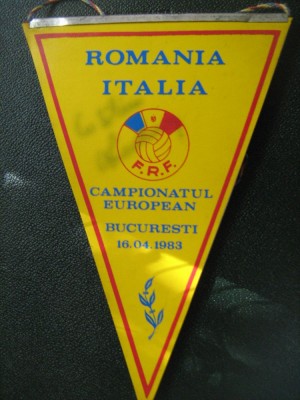 ROMANIA
ITALIA
F.R.F.
CAMPIONATUL
EUROPEAN
BUCURESTI
16.04.1983